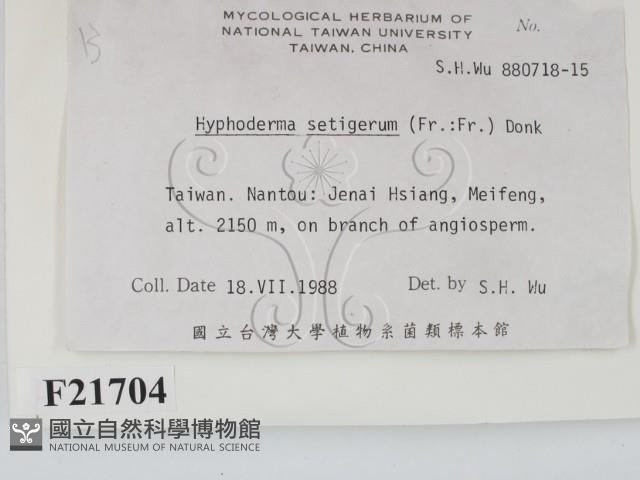 MYCOLOGICAL HERBARIUM OF
NATIONAL TAIWAN UNIVERSITY
TAIWAN, CHINA
No.
S.H.Wu 880718-15
Hyphoderma setigerum (Fr.:Fr.) Donk
Taiwan. Nantou: Jenai Hsiang, Meifeng,
alt. 2150 m, on branch of angiosperm.
Coll. Date 18.VII.1988 Det. by S.H. Wu
國立台灣大學植物系菌類標本館
F21704
國立自然科學博物館
NATIONAL MUSEUM OF NATURAL SCIENCE